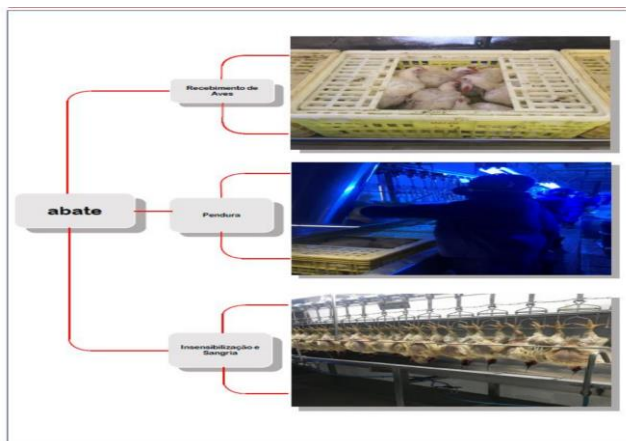 Recebimento de
Aves
abate
Pendura
Insensibilização e
Sangria